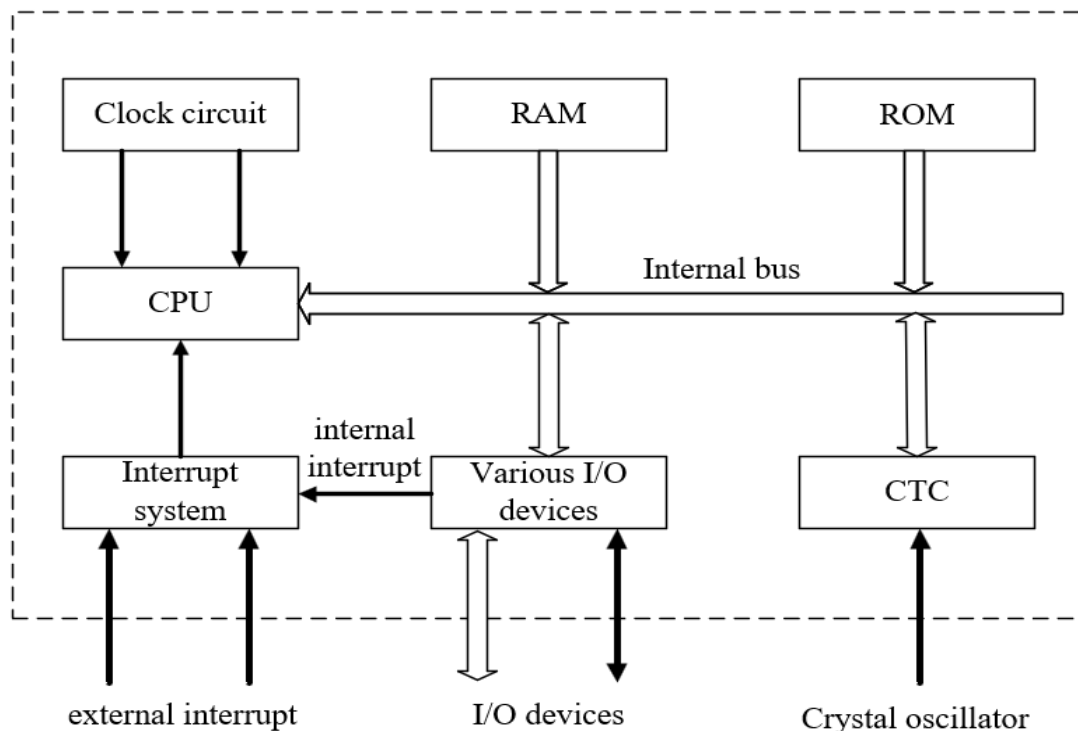 Clock circuit
RAM
ROM
Internal bus
CPU
internal
interrupt
Interrupt
system
Various I/O
devices
CTC
external interrupt
I/O devices
Crystal oscillator